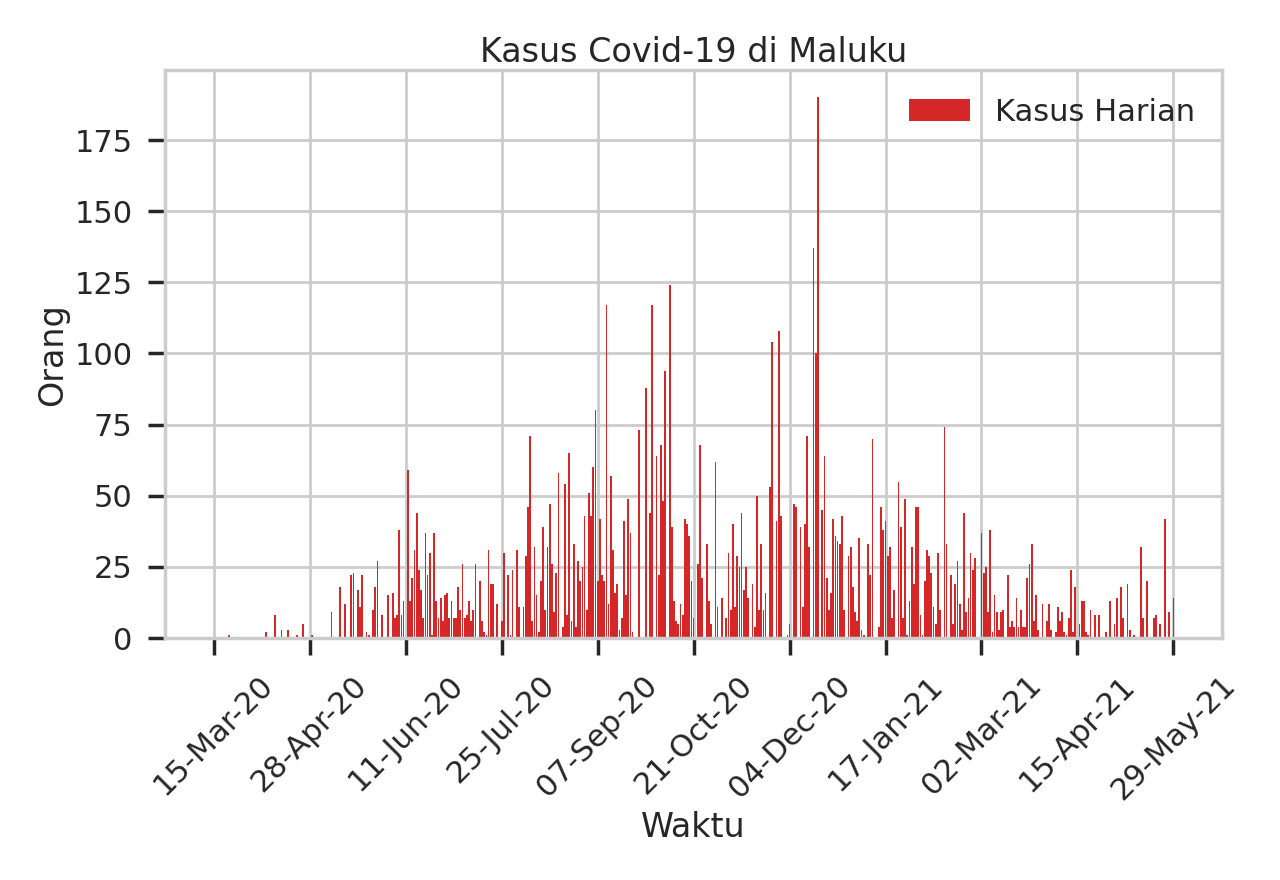 Kasus Covid-19 di Maluku
Kasus Harian
175
150
125
100
75
50
25
0
Orang
15-Mar-20
28-Apr-20
11-Jun-20
25-Jul-20
07-Sep-20
21-Oct-20
04-Dec-20
17-Jan-21
02-Mar-21
15-Apr-21
29-May-21
Waktu